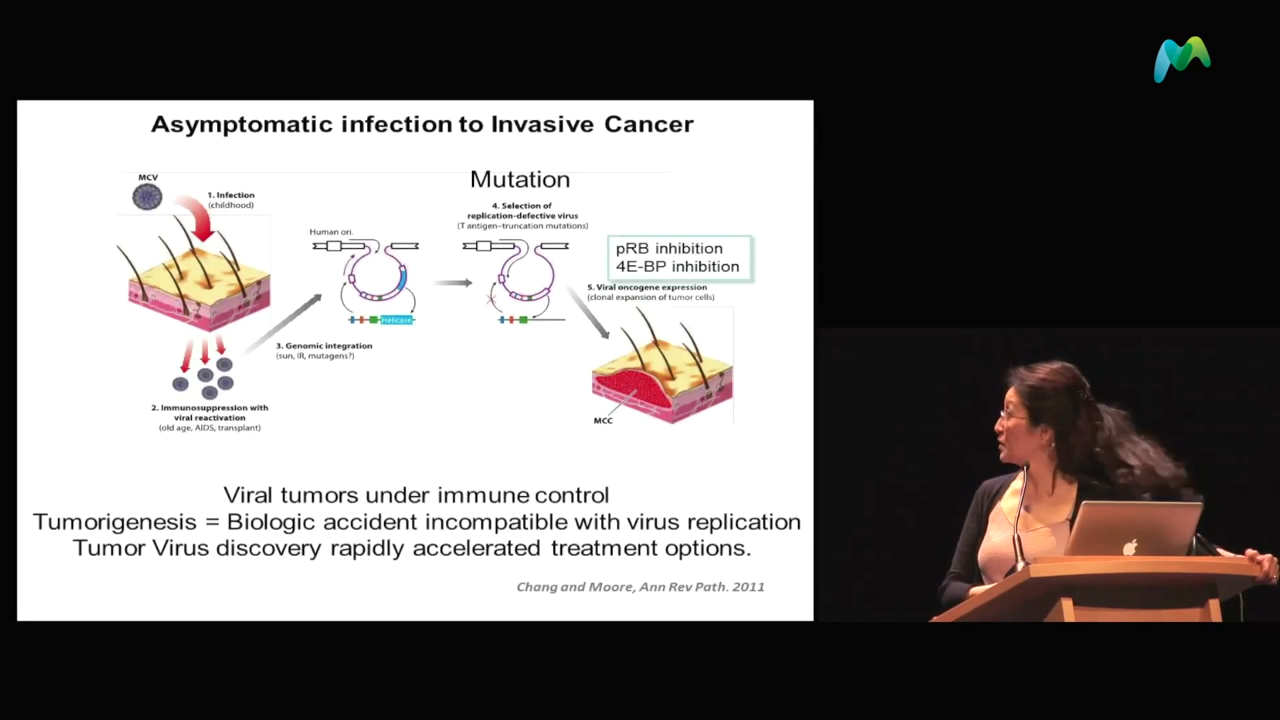 Asymptomatic infection to Invasive Cancer
MCV
1. Infection
(childhood)
Mutation
4. Selection of
replication-defective virus
(T antigen–truncation mutations)
Human ori.
pRB inhibition
4E-BP inhibition
5. Viral oncogene expression
(clonal expansion of tumor cells)
Helicase
3. Genomic integration
(sun, IR, mutagens?)
2. Immunosuppression with
viral reactivation
(old age, AIDS, transplant)
MCC
Viral tumors under immune control
Tumorigenesis = Biologic accident incompatible with virus replication
Tumor Virus discovery rapidly accelerated treatment options.
Chang and Moore, Ann Rev Path. 2011